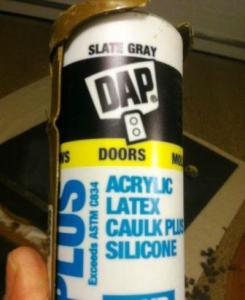 SLATE GRAY
DAP®
DOORS
PLUS
Exceeds ASTM C834
ACRYLIC
LATEX
CAULK PLUS
SILICONE